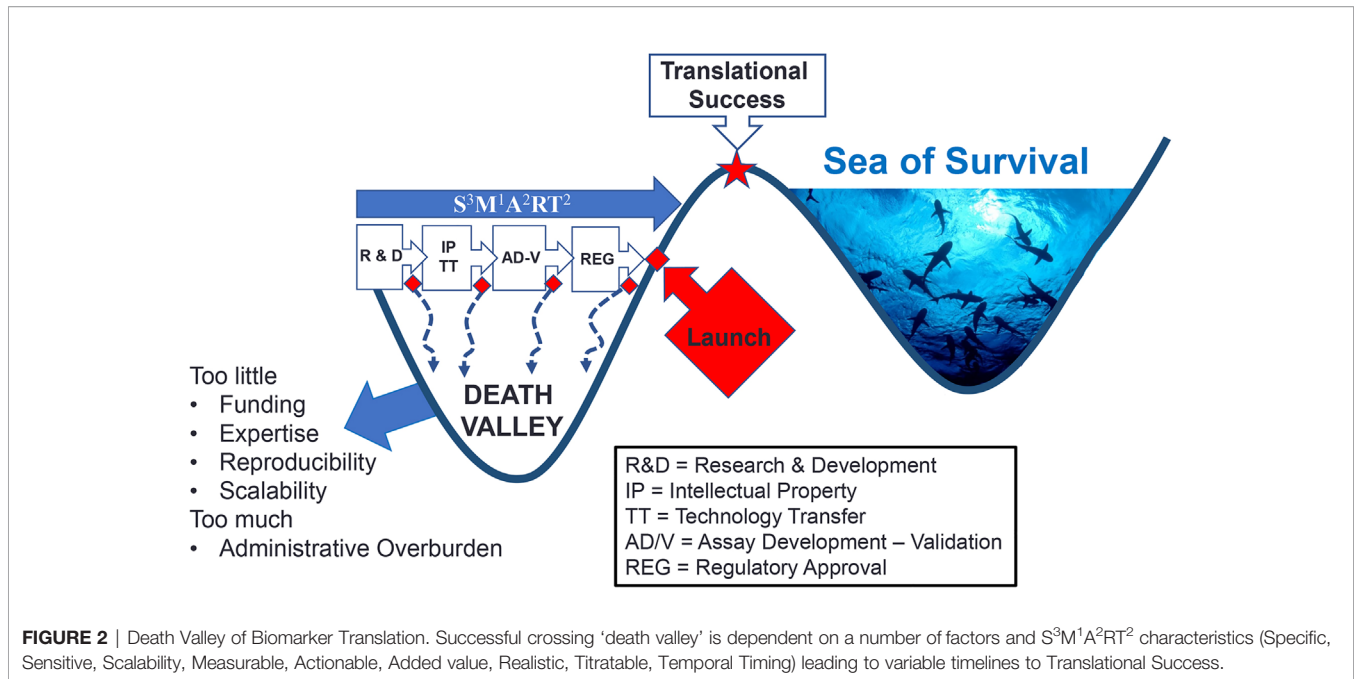 Translational
Success
Sea of Survival
S³M¹A²RT²
R & D
IP
TT
AD-V
REG
Launch
DEATH
VALLEY
Too little
• Funding
• Expertise
• Reproducibility
• Scalability
Too much
• Administrative Overburden
R&D = Research & Development
IP = Intellectual Property
TT = Technology Transfer
AD/V = Assay Development – Validation
REG = Regulatory Approval
FIGURE 2 | Death Valley of Biomarker Translation. Successful crossing ‘death valley’ is dependent on a number of factors and S³M¹A²RT² characteristics (Specific,
Sensitive, Scalability, Measurable, Actionable, Added value, Realistic, Titratable, Temporal Timing) leading to variable timelines to Translational Success.